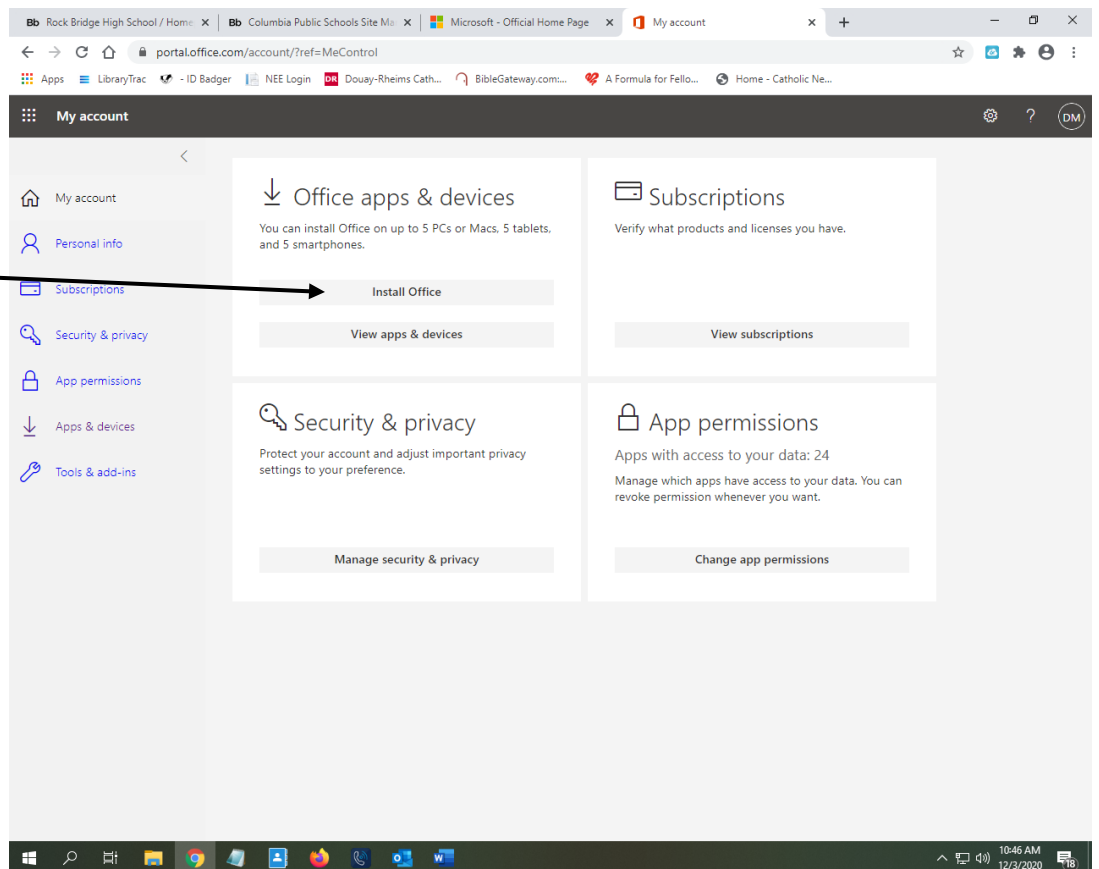 Bb Rock Bridge High School / Home
Bb Columbia Public Schools Site Ma
Microsoft - Official Home Page
My account
portal.office.com/account/?ref=MeControl
Apps
LibraryTrac
- ID Badger
NEE Login
DR Douay-Rheims Cath...
BibleGateway.com:...
A Formula for Fello...
Home - Catholic Ne...
My account
?
DM
My account
Personal info
Subscriptions
Security & privacy
App permissions
Apps & devices
Tools & add-ins
Office apps & devices
You can install Office on up to 5 PCs or Macs, 5 tablets,
and 5 smartphones.
Install Office
View apps & devices
Subscriptions
Verify what products and licenses you have.
View subscriptions
Security & privacy
Protect your account and adjust important privacy
settings to your preference.
Manage security & privacy
App permissions
Apps with access to your data: 24
Manage which apps have access to your data. You can
revoke permission whenever you want.
Change app permissions
10:46 AM
12/3/2020
18